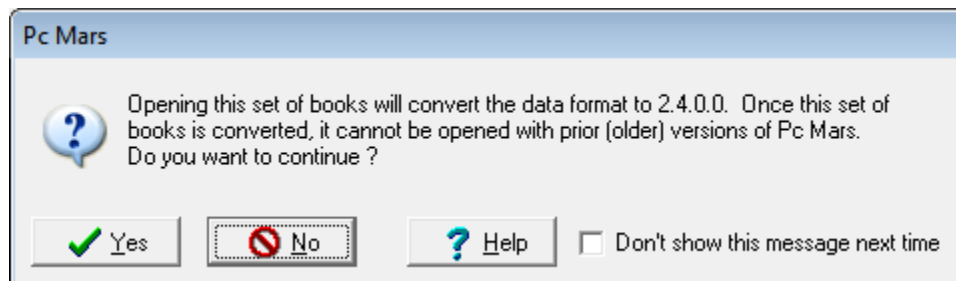 Pc Mars
Opening this set of books will convert the data format to 2.4.0.0.  Once this set of
books is converted, it cannot be opened with prior (older) versions of Pc Mars.
Do you want to continue ?
Yes
No
Help
Don't show this message next time